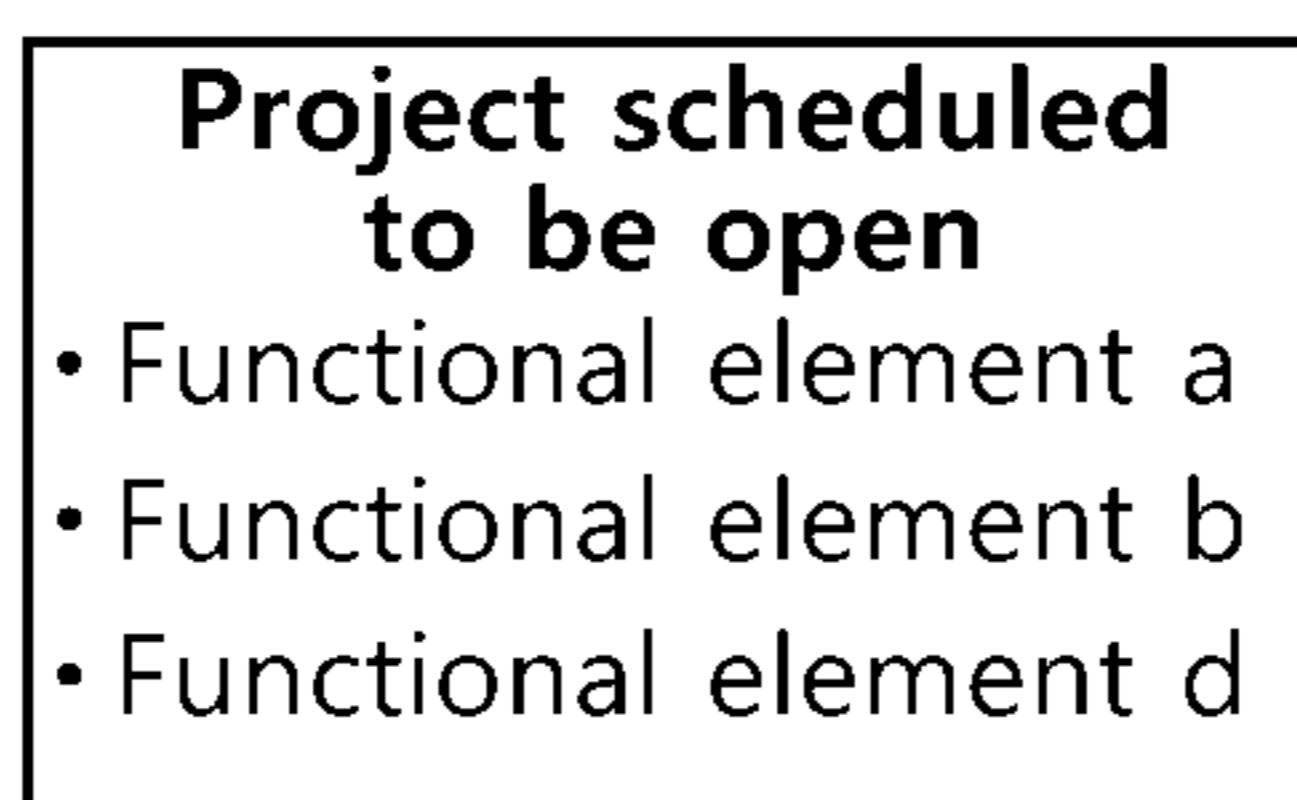 Project scheduled
to be open
• Functional element a
• Functional element b
• Functional element d